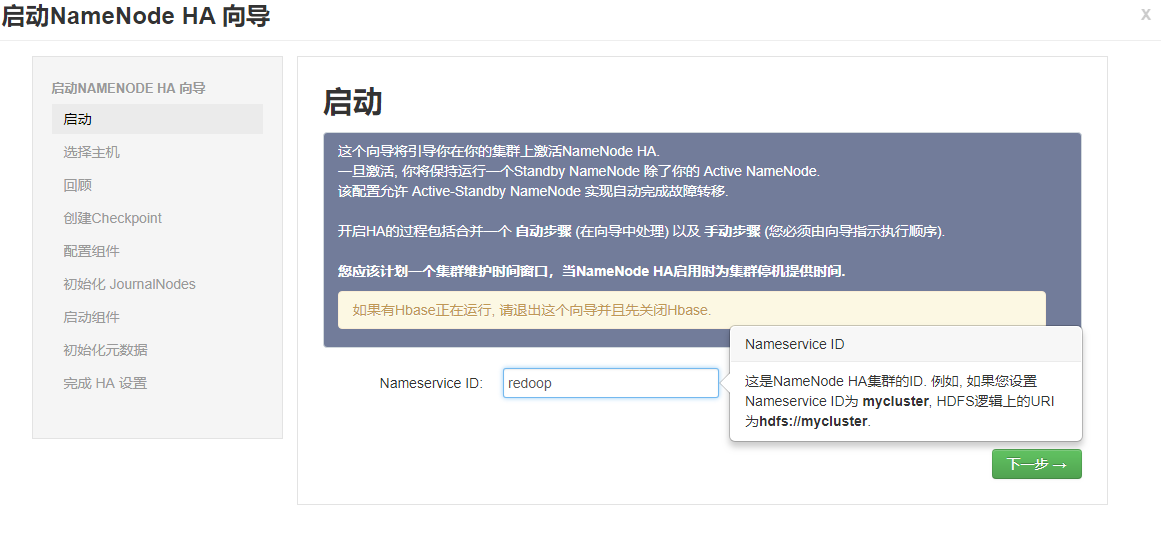 启动NameNode HA 向导
x
启动NAMENODE HA 向导
启动
选择主机
回顾
创建Checkpoint
配置组件
初始化 JournalNodes
启动组件
初始化元数据
完成 HA 设置
启动
这个向导将引导你在你的集群上激活NameNode HA.
一旦激活, 你将保持运行一个Standby NameNode 除了你的 Active NameNode.
该配置允许 Active-Standby NameNode 实现自动完成故障转移.
开启HA的过程包括合并一个 自动步骤 (在向导中处理) 以及 手动步骤 (您必须由向导指示执行顺序).
您应该计划一个集群维护时间窗口，当NameNode HA启用时为集群停机提供时间.
如果有Hbase正在运行, 请退出这个向导并且先关闭Hbase.
Nameservice ID:
redoop
Nameservice ID
这是NameNode HA集群的ID. 例如, 如果您设置
Nameservice ID为 mycluster, HDFS逻辑上的URI
为hdfs://mycluster.
下一步 →